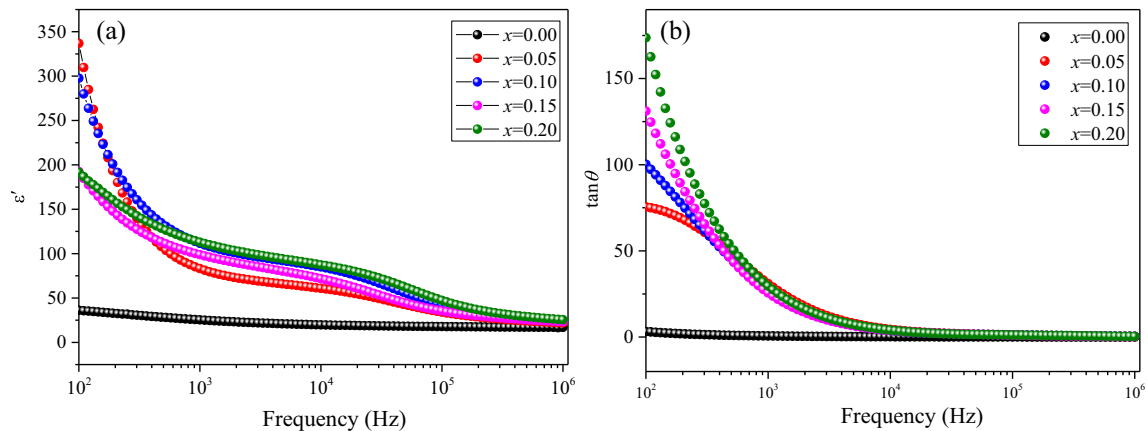 (a)
x=0.00
x=0.05
x=0.10
x=0.15
x=0.20
350
300
250
200
150
100
50
0
ε′
10²
10³
10⁴
10⁵
10⁶
Frequency (Hz)
(b)
x=0.00
x=0.05
x=0.10
x=0.15
x=0.20
150
100
50
0
tanθ
10²
10³
10⁴
10⁵
10⁶
Frequency (Hz)